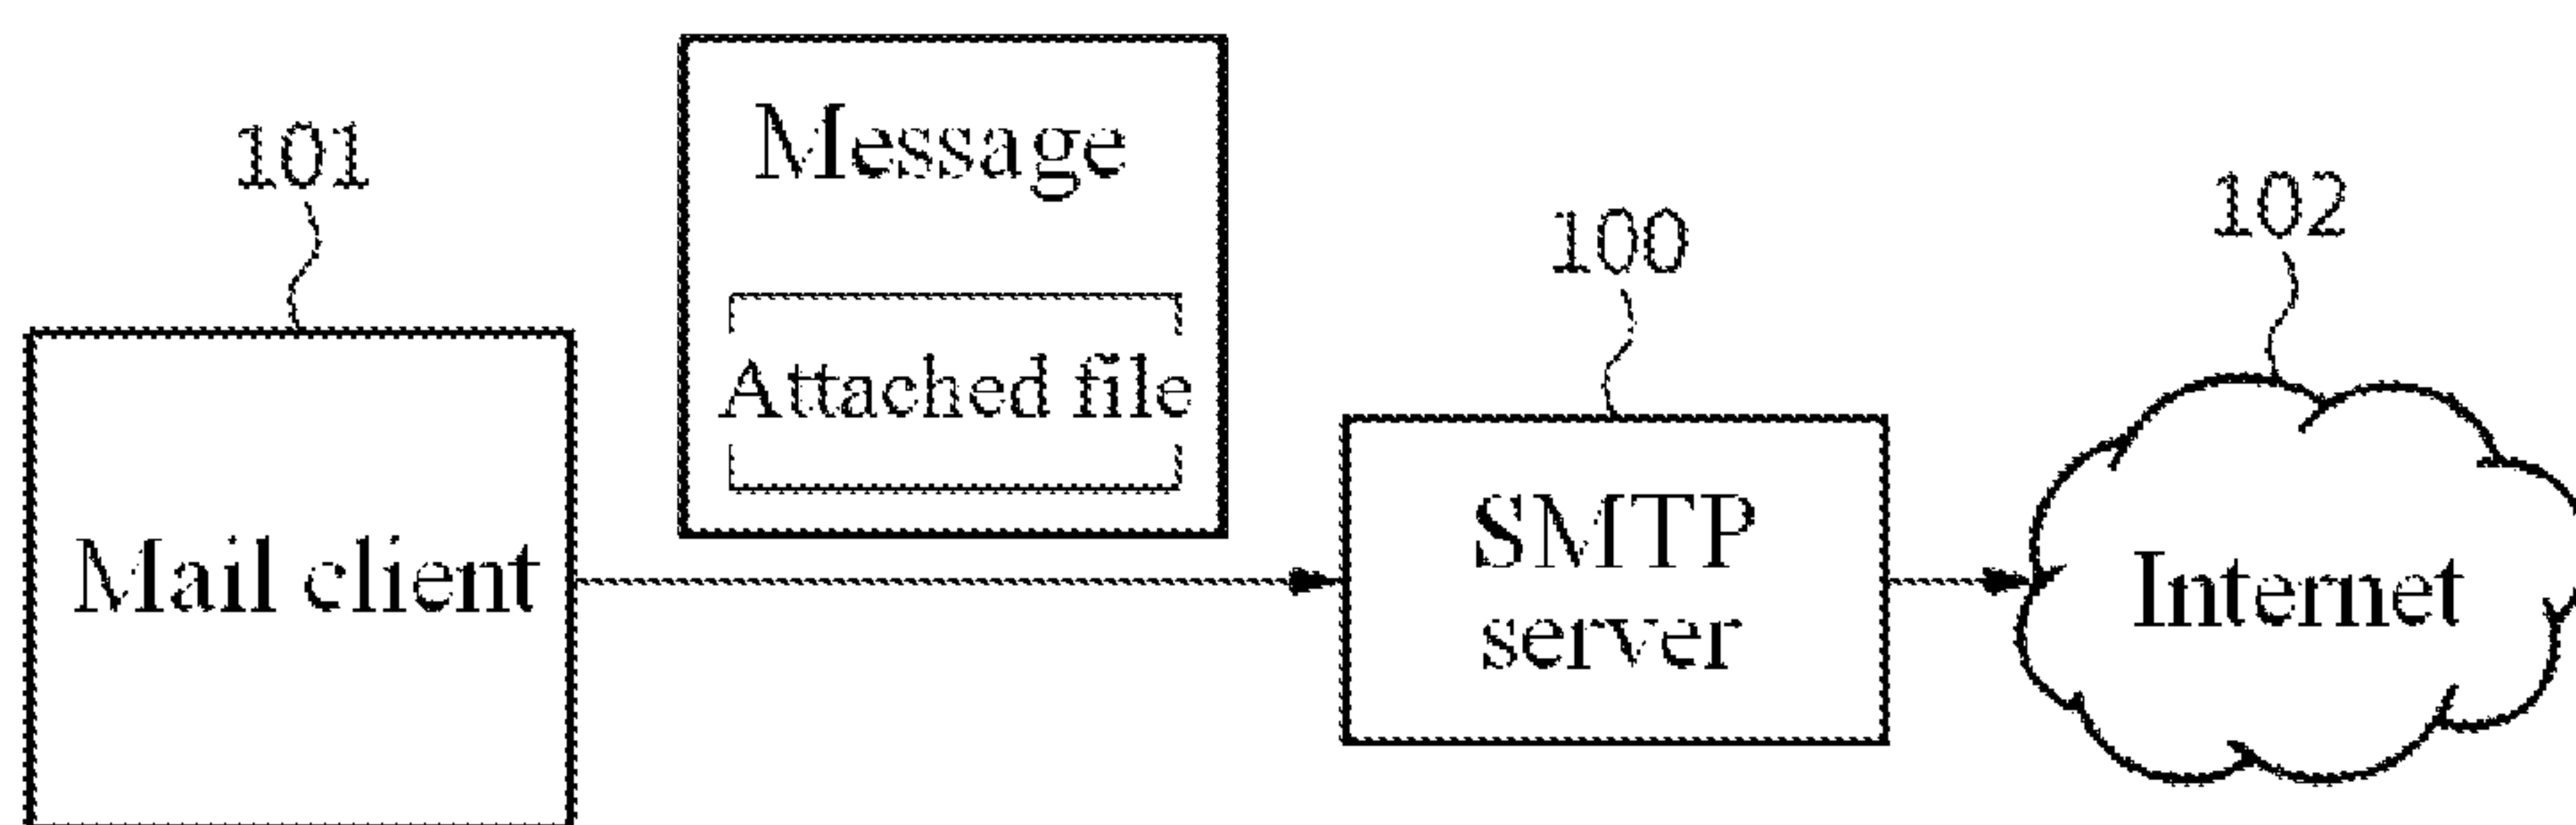 Message
101
102
100
Attached file
SMTP
server
Mail client
Internet